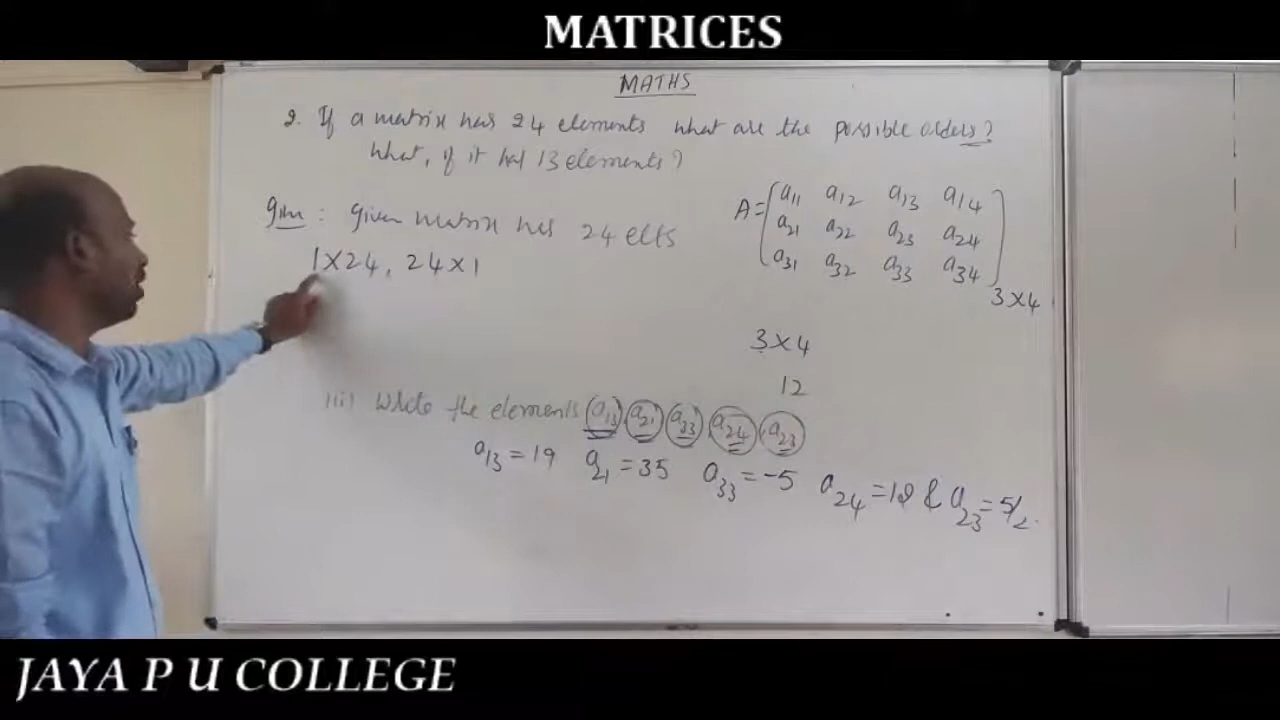 MATRICES
MATHS
2. If a matrix has 24 elements what are the possible orders?
What, if it has 13 elements?
given matrix has 24 elts
1×24, 24×1
A = [a11 a12 a13 a14
a21 a22 a23 a24
a31 a32 a33 a34]
3×4
3×4
12
iii) write the elements a13, a21, a33, a24, a23
a13 = 19 a21 = 35 a33 = -5 a24 = 12 & a23 = 5/2.
JAYA P U COLLEGE